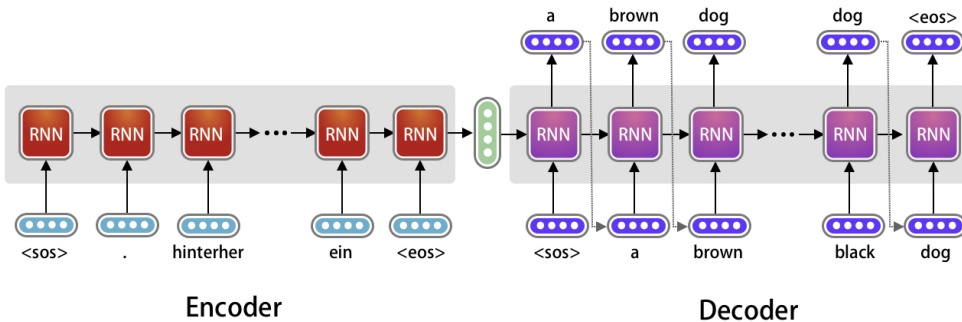 a brown dog dog <eos>
RNN RNN RNN RNN RNN RNN RNN RNN RNN RNN
<sos> . hinterher ein <eos> <sos> a brown black dog
Encoder Decoder